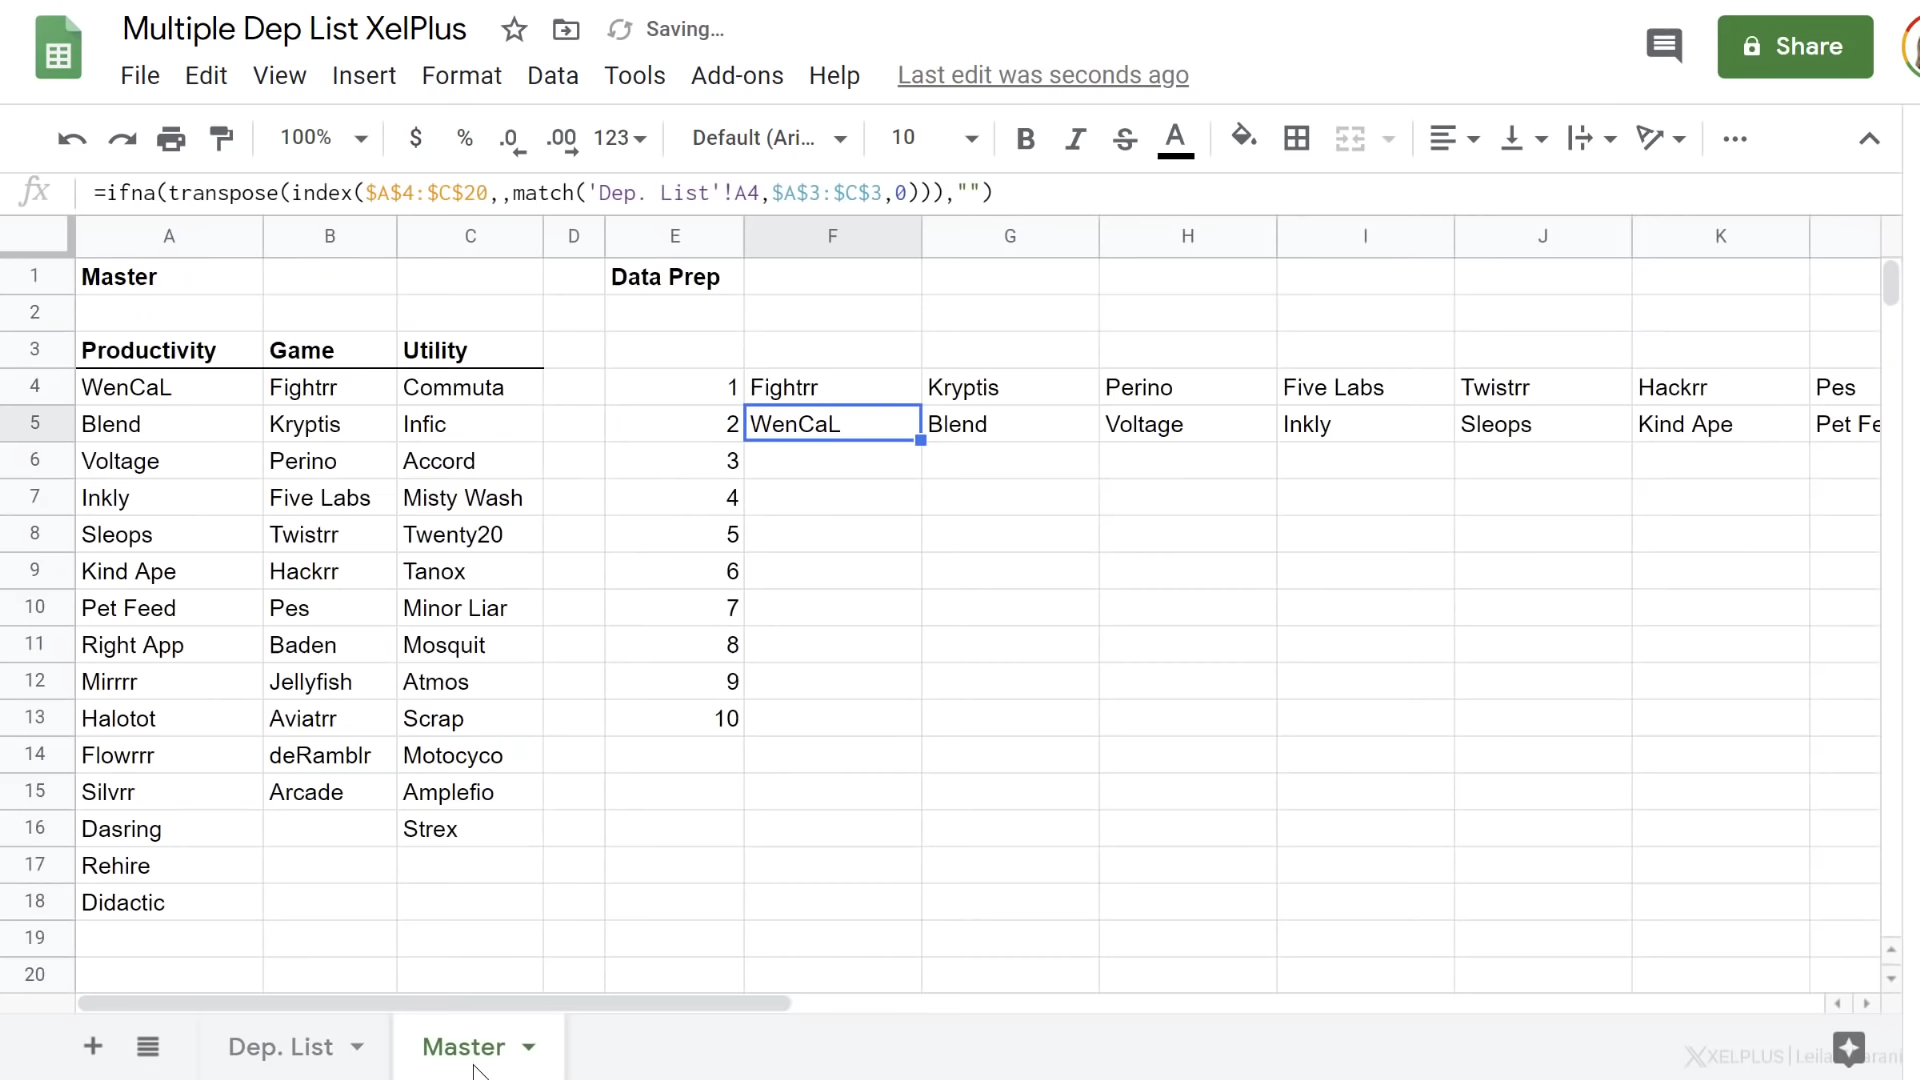 Multiple Dep List XelPlus Saving...
File Edit View Insert Format Data Tools Add-ons Help Last edit was seconds ago
Share
100% $ % .0 .00 123 Default (Ari... 10 B I S A
fx =ifna(transpose(index($A$4:$C$20,,match('Dep. List'!A4,$A$3:$C$3,0))),"")
A B C D E F G H I J K
1 Master Data Prep
2
3 Productivity Game Utility
4 WenCaL Fightrr Commuta 1 Fightrr Kryptis Perino Five Labs Twistrr Hackrr Pes
5 Blend Kryptis Infic 2 WenCaL Blend Voltage Inkly Sleops Kind Ape Pet Fe
6 Voltage Perino Accord 3
7 Inkly Five Labs Misty Wash 4
8 Sleops Twistrr Twenty20 5
9 Kind Ape Hackrr Tanox 6
10 Pet Feed Pes Minor Liar 7
11 Right App Baden Mosquit 8
12 Mirrrr Jellyfish Atmos 9
13 Halotot Aviatrr Scrap 10
14 Flowrrr deRamblr Motocyco
15 Silvrr Arcade Amplefio
16 Dasring Strex
17 Rehire
18 Didactic
19
20
Dep. List Master
XELPLUS | Leila